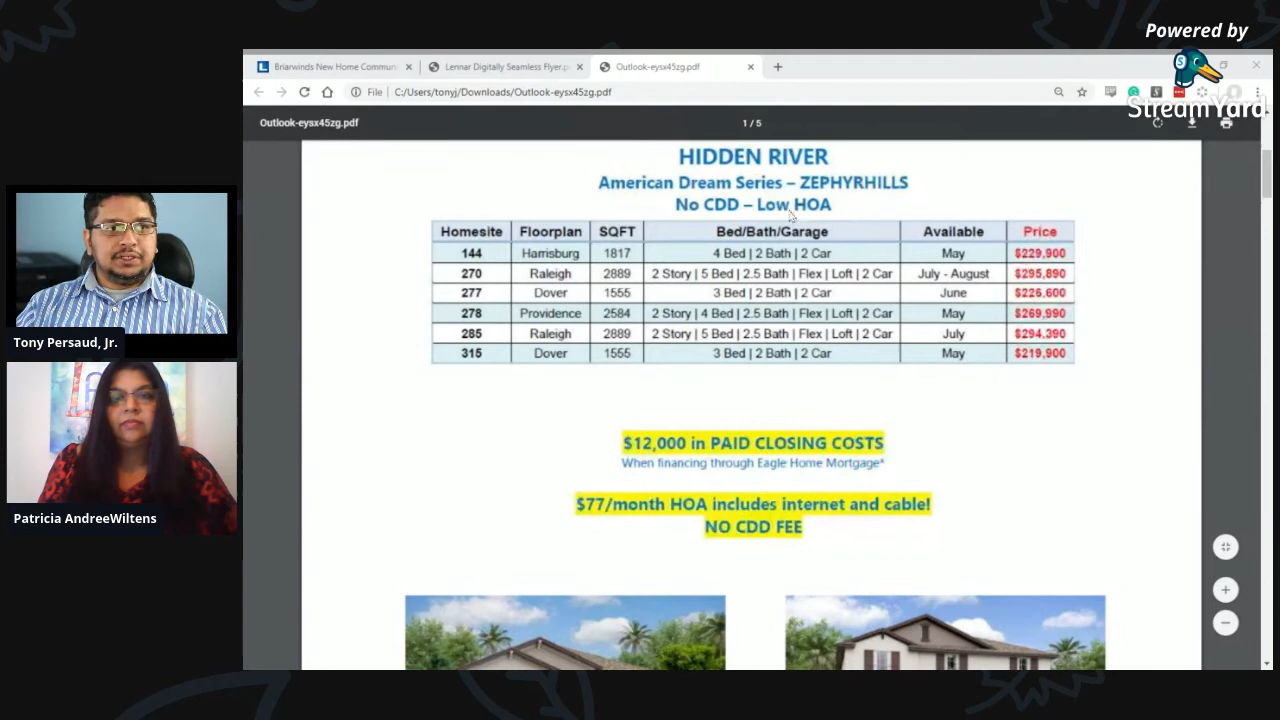 Powered by
StreamYard
Briarwinds New Home Commun
Lennar Digitally Seamless Flyer.p
Outlook-eysx45zg.pdf
File | C:/Users/tonyj/Downloads/Outlook-eysx45zg.pdf
Outlook-eysx45zg.pdf
1 / 5
HIDDEN RIVER
American Dream Series – ZEPHYRHILLS
No CDD – Low HOA
Homesite Floorplan SQFT Bed/Bath/Garage Available Price
144 Harrisburg 1817 4 Bed | 2 Bath | 2 Car May $229,900
270 Raleigh 2889 2 Story | 5 Bed | 2.5 Bath | Flex | Loft | 2 Car July - August $295,890
277 Dover 1555 3 Bed | 2 Bath | 2 Car June $226,600
278 Providence 2584 2 Story | 4 Bed | 2.5 Bath | Flex | Loft | 2 Car May $269,990
285 Raleigh 2889 2 Story | 5 Bed | 2.5 Bath | Flex | Loft | 2 Car July $294,390
315 Dover 1555 3 Bed | 2 Bath | 2 Car May $219,900
$12,000 in PAID CLOSING COSTS
When financing through Eagle Home Mortgage*
$77/month HOA includes internet and cable!
NO CDD FEE
Tony Persaud, Jr.
Patricia AndreeWiltens